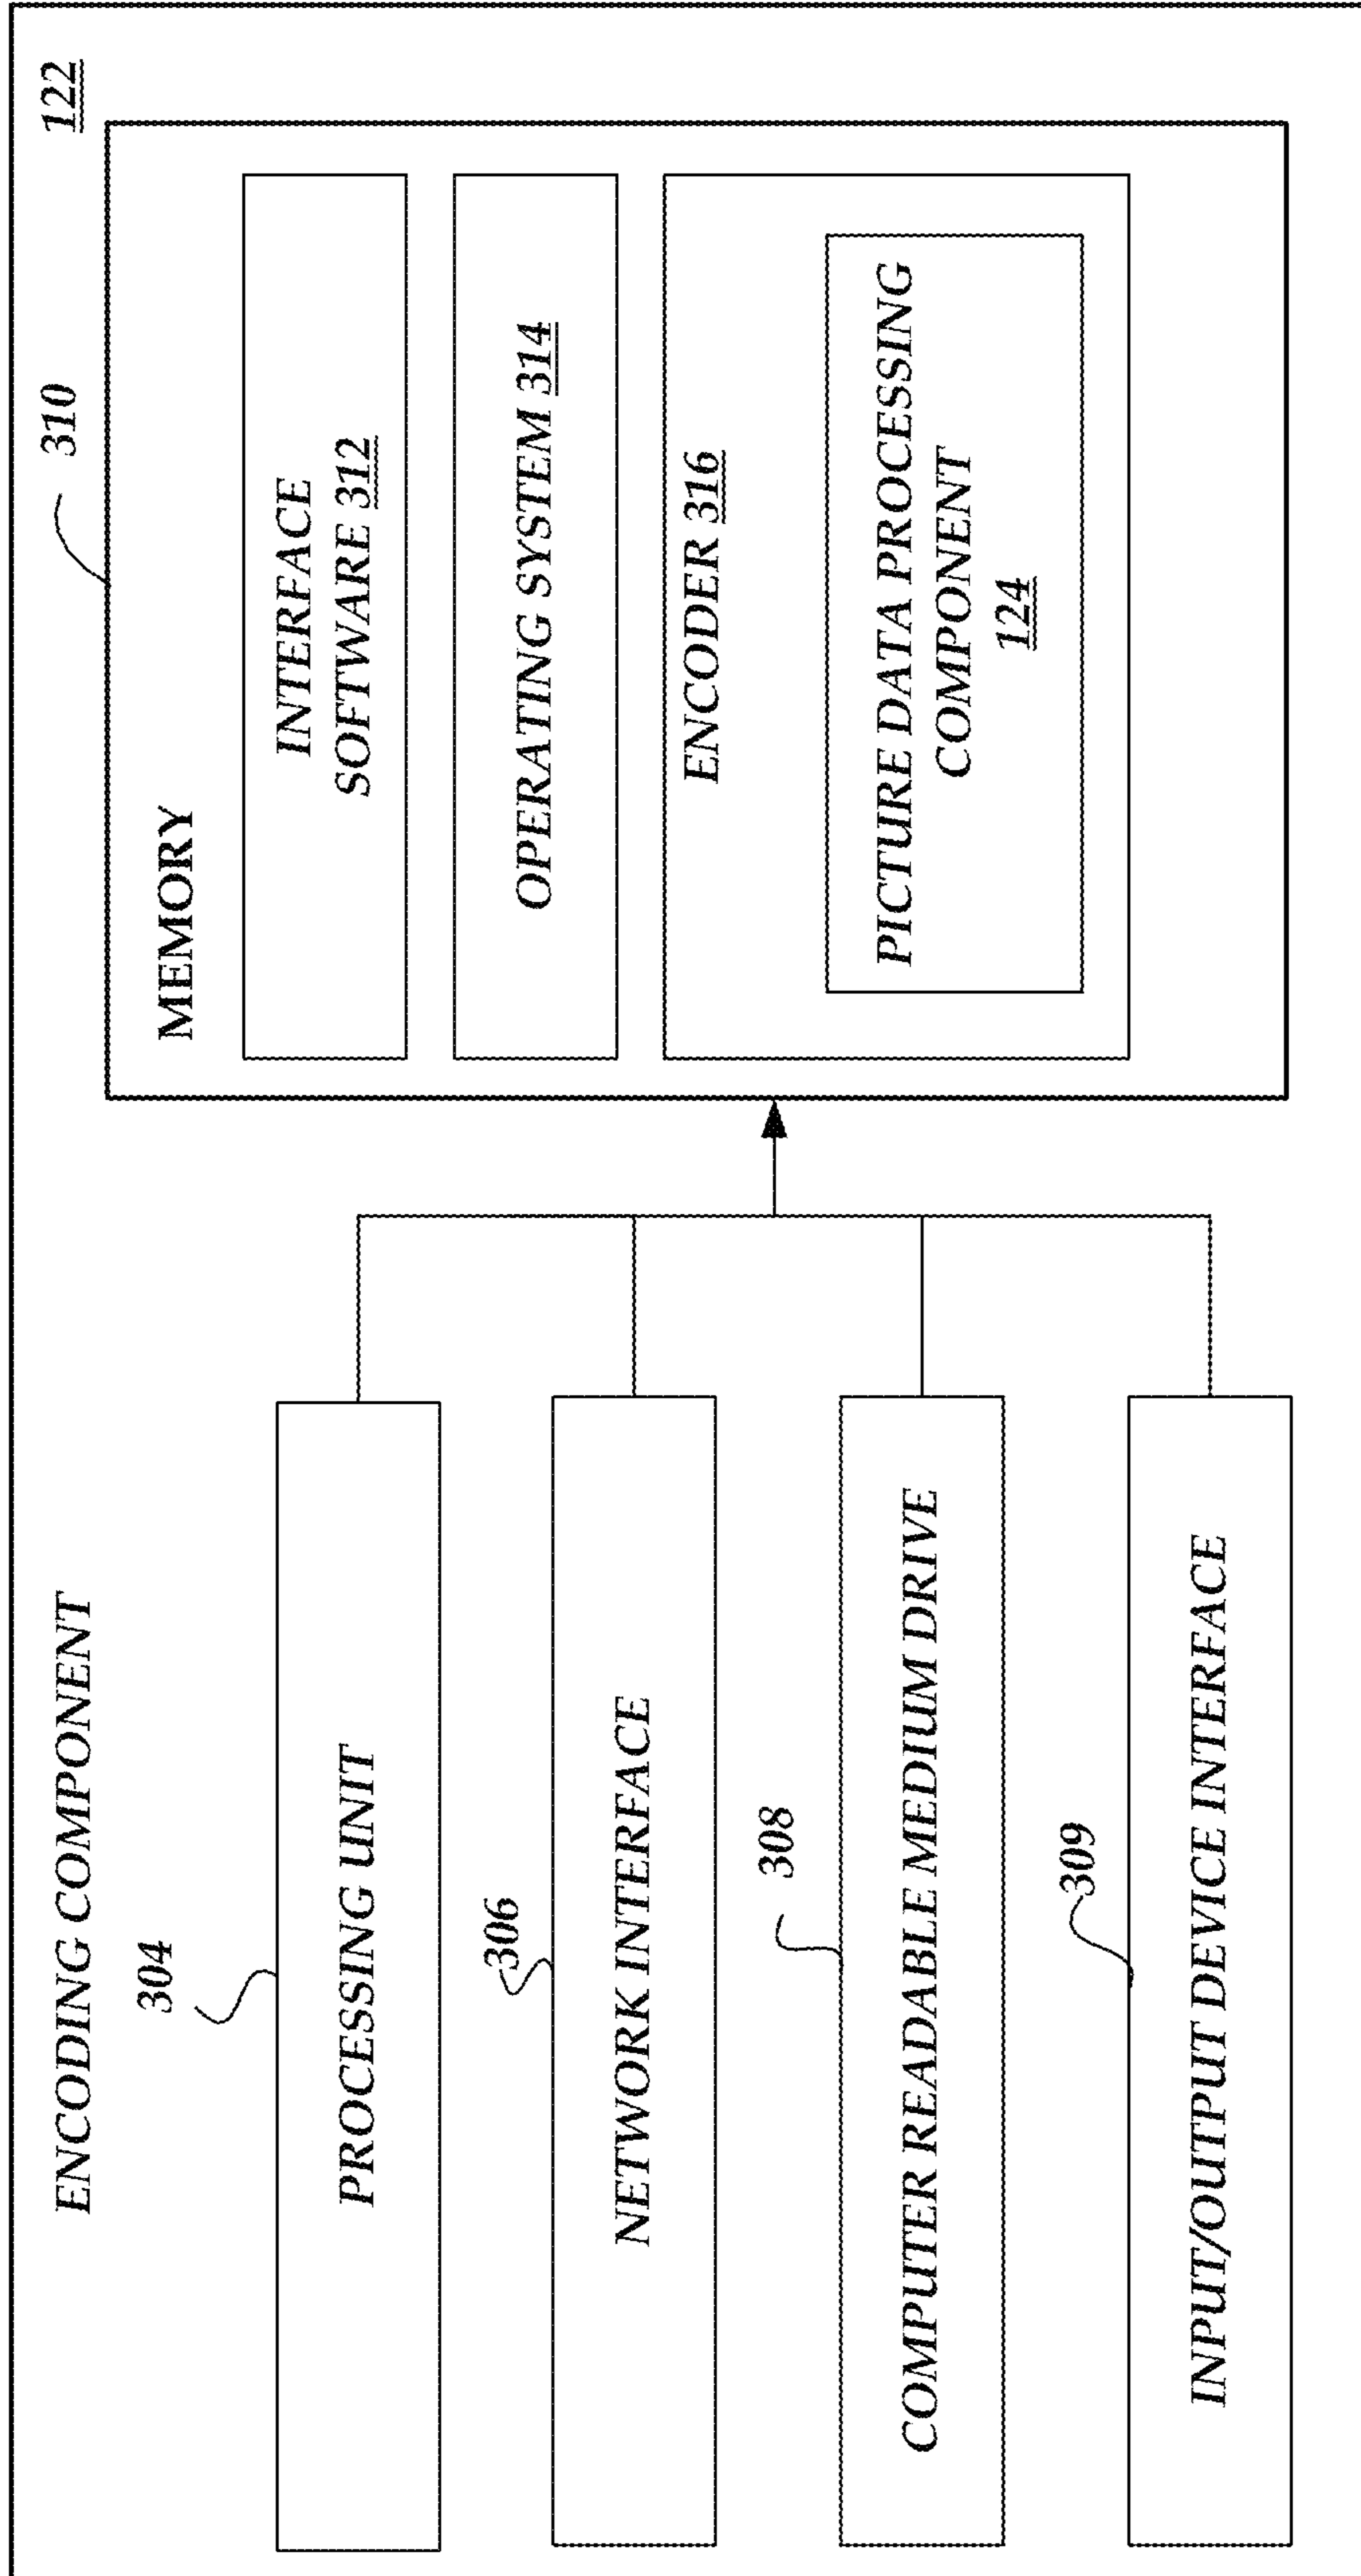 ENCODING COMPONENT
122
304
PROCESSING UNIT
306
NETWORK INTERFACE
308
COMPUTER READABLE MEDIUM DRIVE
309
INPUT/OUTPUT DEVICE INTERFACE
310
MEMORY
INTERFACE
SOFTWARE 312
OPERATING SYSTEM 314
ENCODER 316
PICTURE DATA PROCESSING
COMPONENT
124